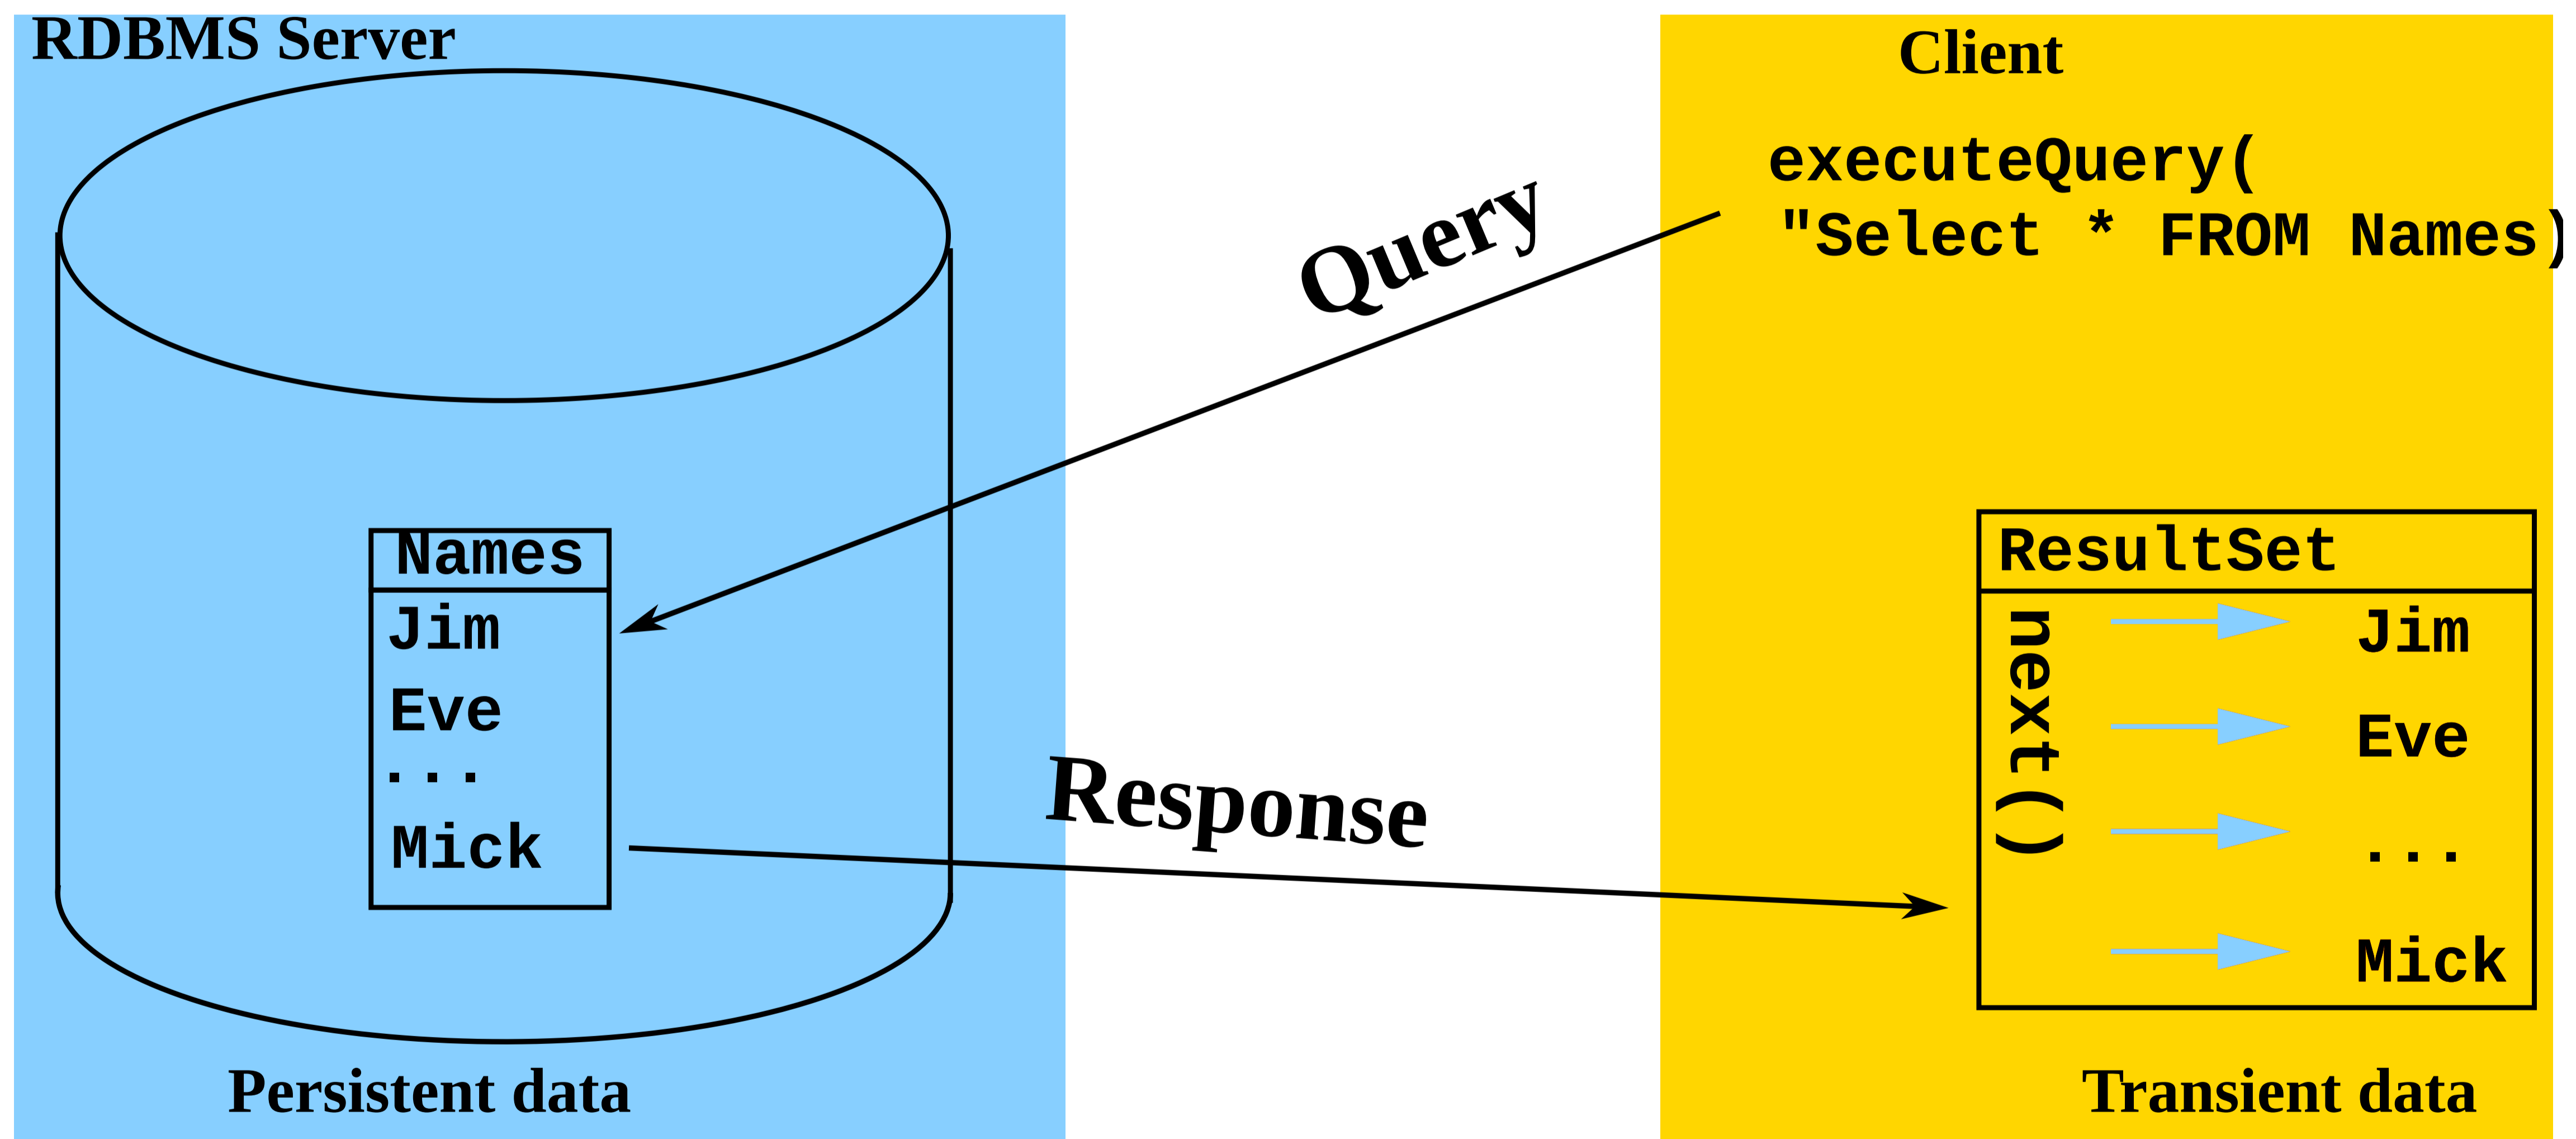 RDBMS Server
Names
Jim
Eve
...
Mick
Persistent data
Query
Response
Client
executeQuery(
"Select * FROM Names)
ResultSet
next()
Jim
Eve
...
Mick
Transient data